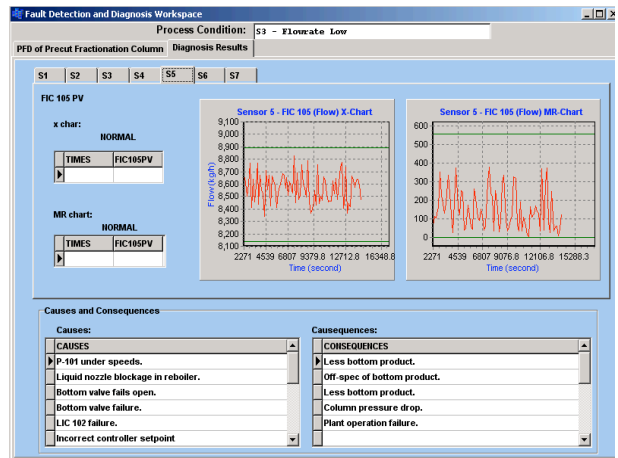 Fault Detection and Diagnosis Workspace
Process Condition: S3 - Flowrate Low
PFD of Precut Fractionation Column Diagnosis Results
S1 S2 S3 S4 S5 S6 S7
FIC 105 PV
x char:
NORMAL
TIMES FIC105PV
MR chart:
NORMAL
TIMES FIC105PV
Sensor 5 - FIC 105 (Flow) X-Chart
9,100
9,000
8,900
8,800
8,700
8,600
8,500
8,400
8,300
8,200
8,100
Flow(kg/h)
2271 4539 6807 9379.8 12712.8 16348.8
Time (second)
Sensor 5 - FIC 105 (Flow) MR-Chart
600
500
400
300
200
100
0
2271 4539 6807 9076.8 12106.8 15288.3
Time (second)
Causes and Consequences
Causes:
CAUSES
P-101 under speeds.
Liquid nozzle blockage in reboiler.
Bottom valve fails open.
Bottom valve failure.
LIC 102 failure.
Incorrect controller setpoint
Causequences:
CONSEQUENCES
Less bottom product.
Off-spec of bottom product.
Less bottom product.
Column pressure drop.
Plant operation failure.